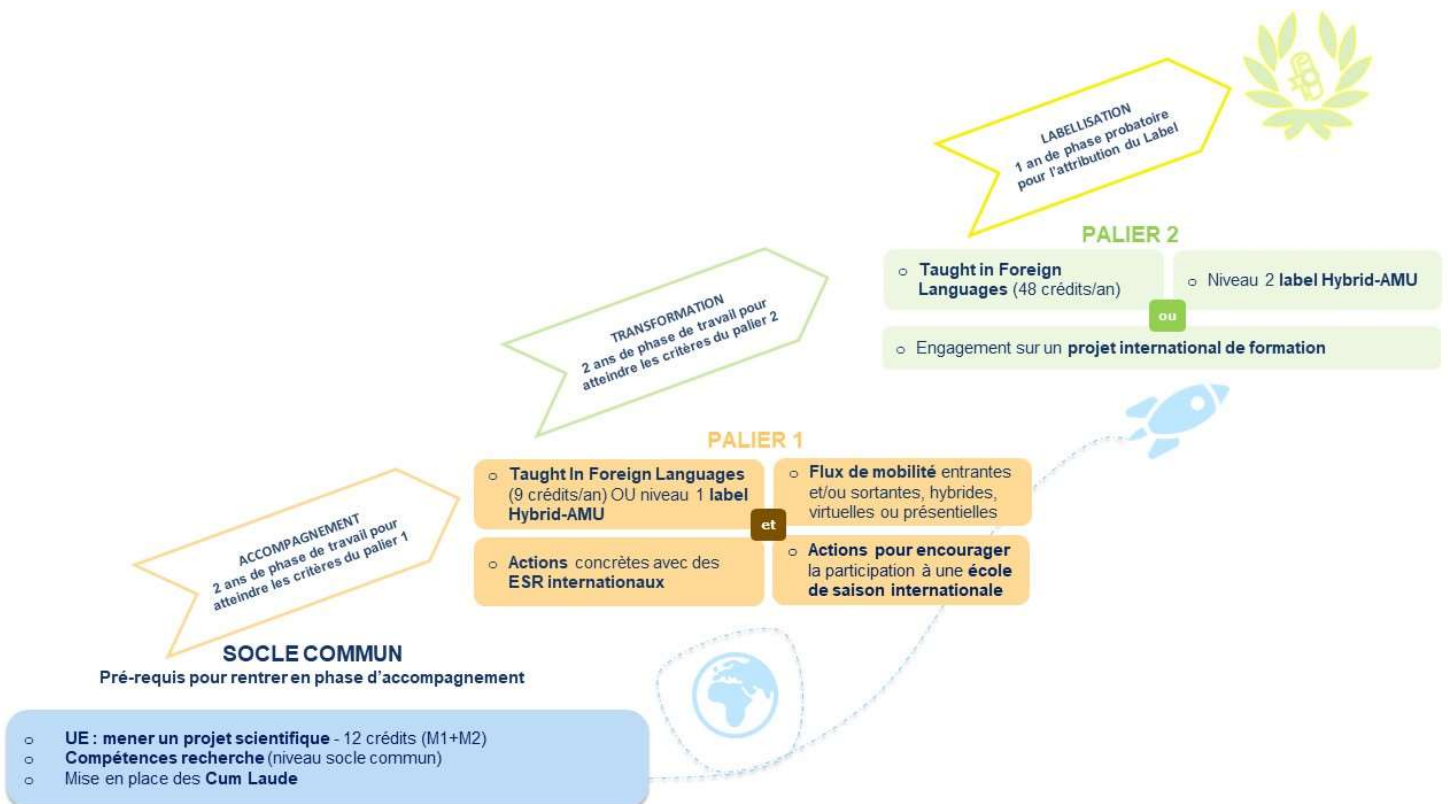 LABELLISATION
1 an de phase probatoire
pour l'attribution du Label
PALIER 2
o Taught in Foreign
Languages (48 crédits/an)
o Niveau 2 label Hybrid-AMU
ou
o Engagement sur un projet international de formation
TRANSFORMATION
2 ans de phase de travail pour
atteindre les critères du palier 2
PALIER 1
o Taught In Foreign Languages
(9 crédits/an) OU niveau 1 label
Hybrid-AMU
o Flux de mobilité entrantes
et/ou sortantes, hybrides,
virtuelles ou présentielles
et
o Actions concrètes avec des
ESR internationaux
o Actions pour encourager
la participation à une école
de saison internationale
ACCOMPAGNEMENT
2 ans de phase de travail pour
atteindre les critères du palier 1
SOCLE COMMUN
Pré-requis pour rentrer en phase d'accompagnement
o UE : mener un projet scientifique - 12 crédits (M1+M2)
o Compétences recherche (niveau socle commun)
o Mise en place des Cum Laude